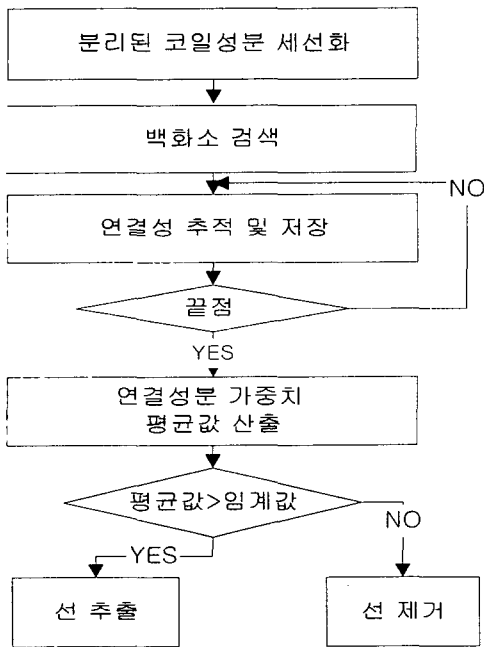 분리된 코일성분 세선화
백화소 검색
NO
연결성 추적 및 저장
끝점
YES
연결성분 가중치
평균값 산출
평균값>임계값
NO
YES
선 추출
선 제거